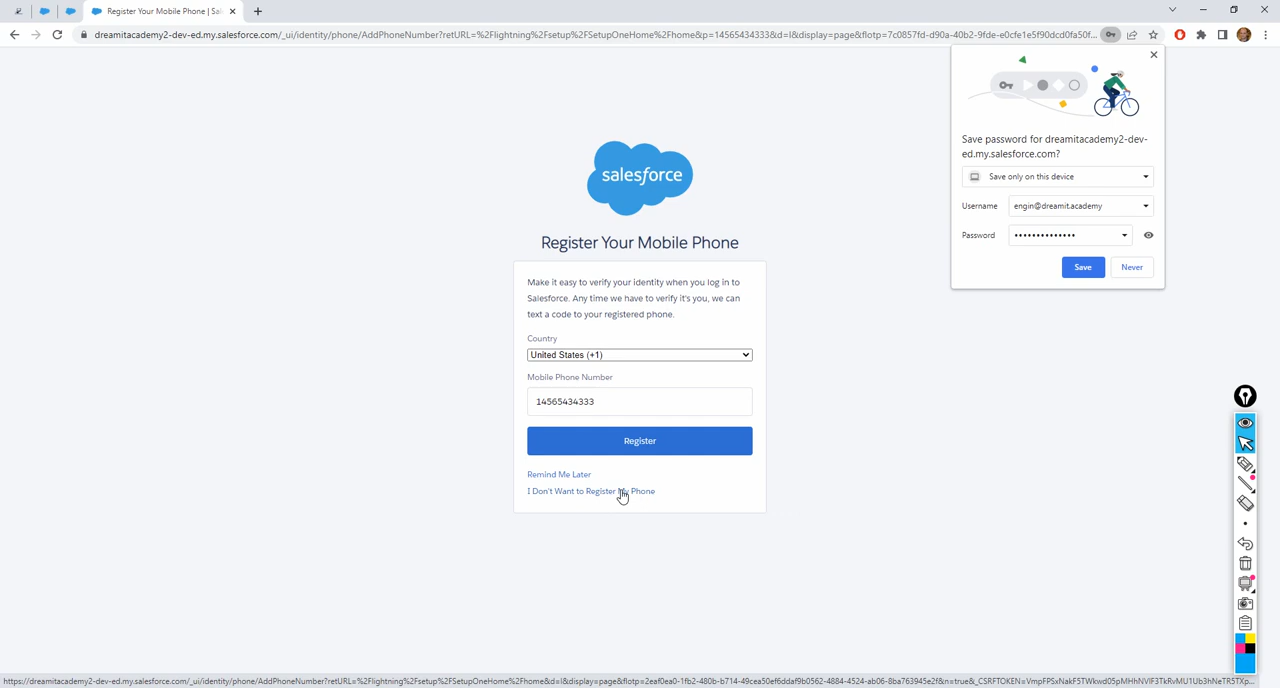 Register Your Mobile Phone | Sal
dreamitacademy2-dev-ed.my.salesforce.com/_ui/identity/phone/AddPhoneNumber?retURL=%2Flightning%2Fsetup%2FSetupOneHome%2Fhome&p=14565434333&d=l&display=page&flotp=7c0857fd-d90a-40b2-9fde-e0cfe1e5f90dcd0fa50f...
Save password for dreamitacademy2-dev-
ed.my.salesforce.com?
Save only on this device
Username engin@dreamit.academy
Password ••••••••••••••
Save Never
salesforce
Register Your Mobile Phone
Make it easy to verify your identity when you log in to
Salesforce. Any time we have to verify it's you, we can
text a code to your registered phone.
Country
United States (+1)
Mobile Phone Number
14565434333
Register
Remind Me Later
I Don't Want to Register My Phone
https://dreamitacademy2-dev-ed.my.salesforce.com/_ui/identity/phone/AddPhoneNumber?retURL=%2Flightning%2Fsetup%2FSetupOneHome%2Fhome&d=l&display=page&flotp=2eaf0ea0-1fb2-480b-b714-49cea50ef6ddaf9b0562-4884-4524-ab06-8ba763945e2f&n=true&_CSRFTOKEN=VmpFPSxNakF5TWkwd05pMHhNVlF3TkRvMU1Ub3hNeTR5TXp...